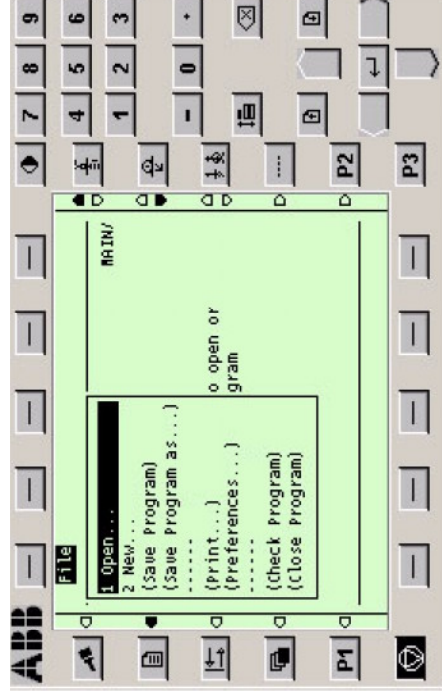 ABB
File
1 Open...
2 New...
(Save Program)
(Save Program as...)
------
(Print...)
(Preferences...)
------
(Check Program)
(Close Program)
MAIN/
o open or
gram
P1
P2
P3
7 8 9
4 5 6
1 2 3
- 0 .